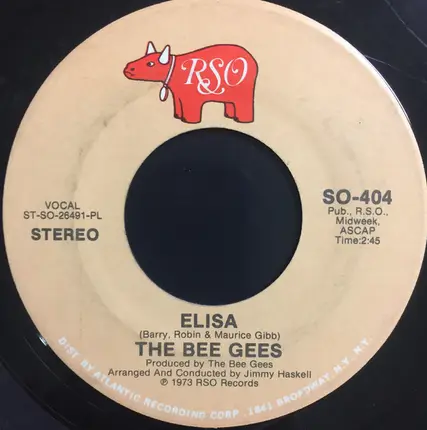 RSO
VOCAL
ST-SO-26491-PL
STEREO
SO-404
Pub., R.S.O.,
Midweek,
ASCAP
Time:2:45
ELISA
(Barry, Robin & Maurice Gibb)
THE BEE GEES
Produced by The Bee Gees
Arranged And Conducted by Jimmy Haskell
℗ 1973 RSO Records
DIST. BY ATLANTIC RECORDING CORP. 1841 BROADWAY, N.Y. N.Y.